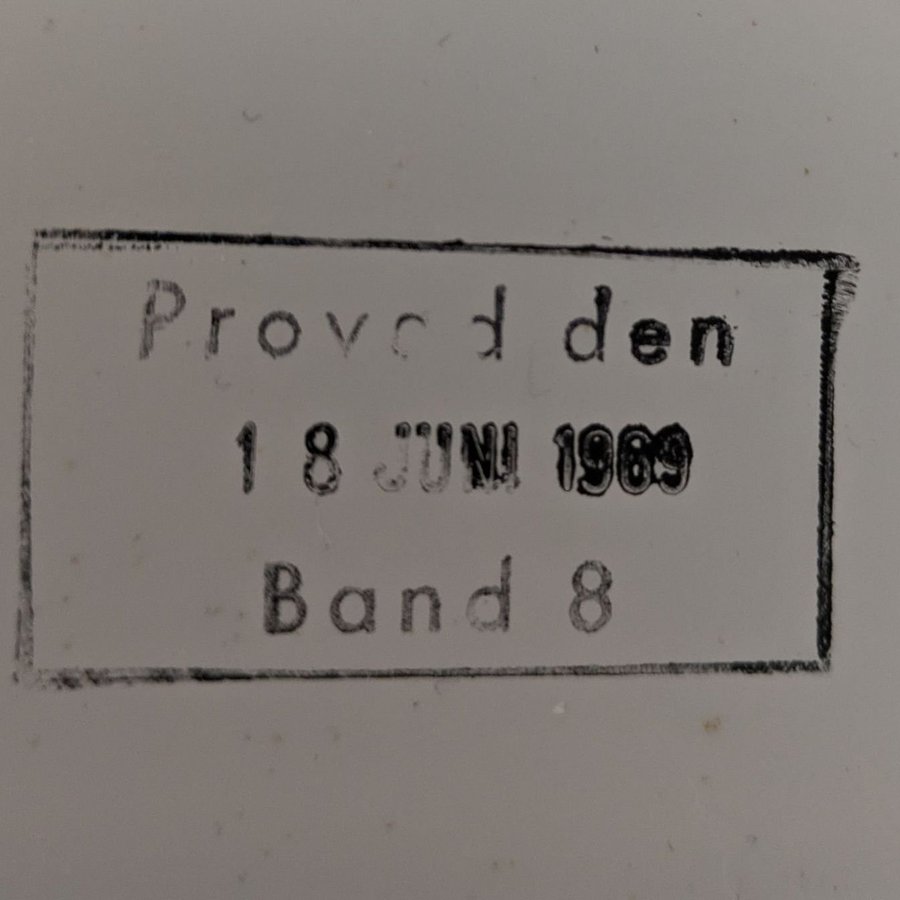 Provad den
18 JUNI 1969
Band 8